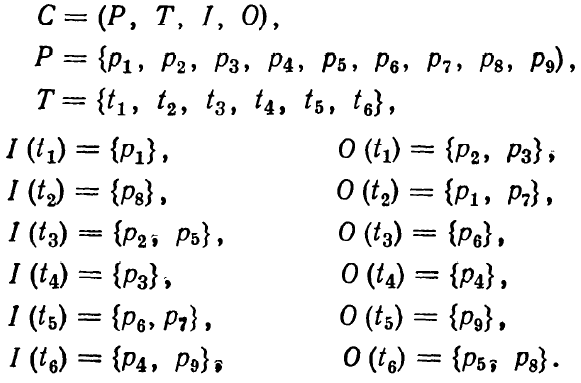 C = (P, T, I, O),
P = {p₁, p₂, p₃, p₄, p₅, p₆, p₇, p₈, p₉),
T = {t₁, t₂, t₃, t₄, t₅, t₆},
I (t₁) = {p₁}, O (t₁) = {p₂, p₃},
I (t₂) = {p₈}, O (t₂) = {p₁, p₇},
I (t₃) = {p₂, p₅}, O (t₃) = {p₆},
I (t₄) = {p₃}, O (t₄) = {p₄},
I (t₅) = {p₆, p₇}, O (t₅) = {p₉},
I (t₆) = {p₄, p₉}, O (t₆) = {p₅, p₈}.